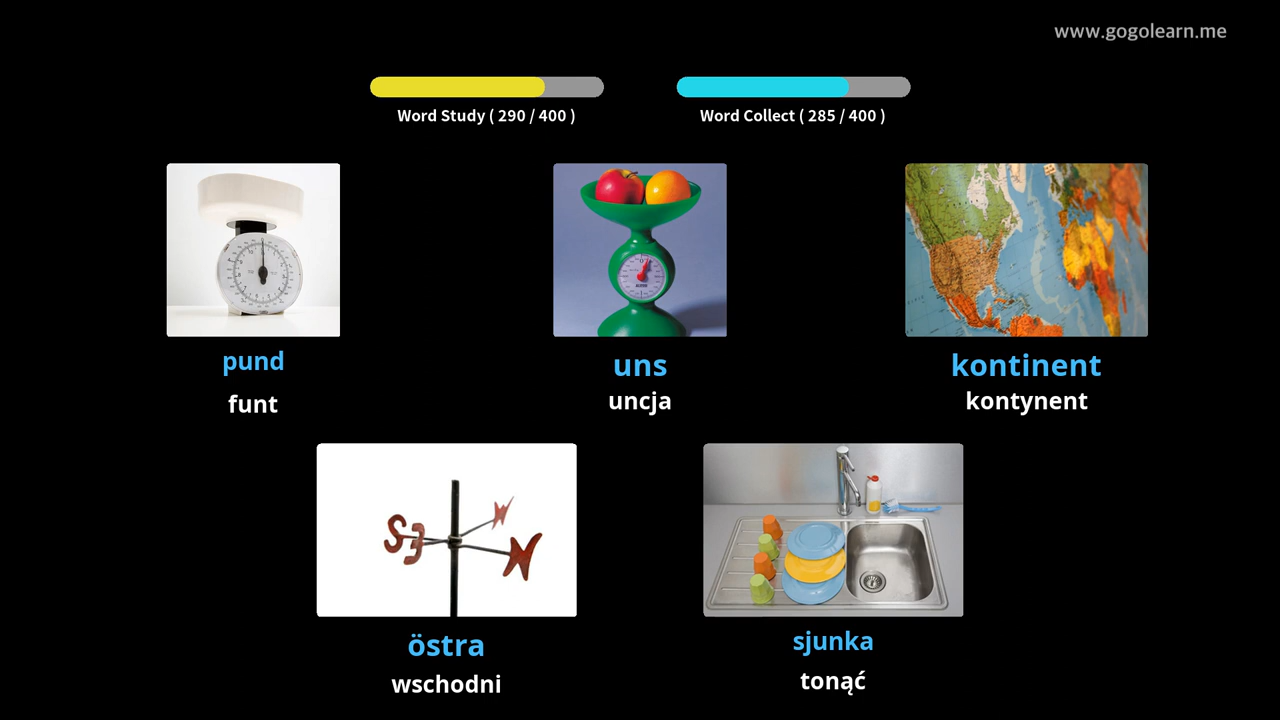 www.gogolearn.me
Word Study ( 290 / 400 )
Word Collect ( 285 / 400 )
pund
funt
uns
uncja
kontinent
kontynent
S
E
N
östra
wschodni
sjunka
tonąć